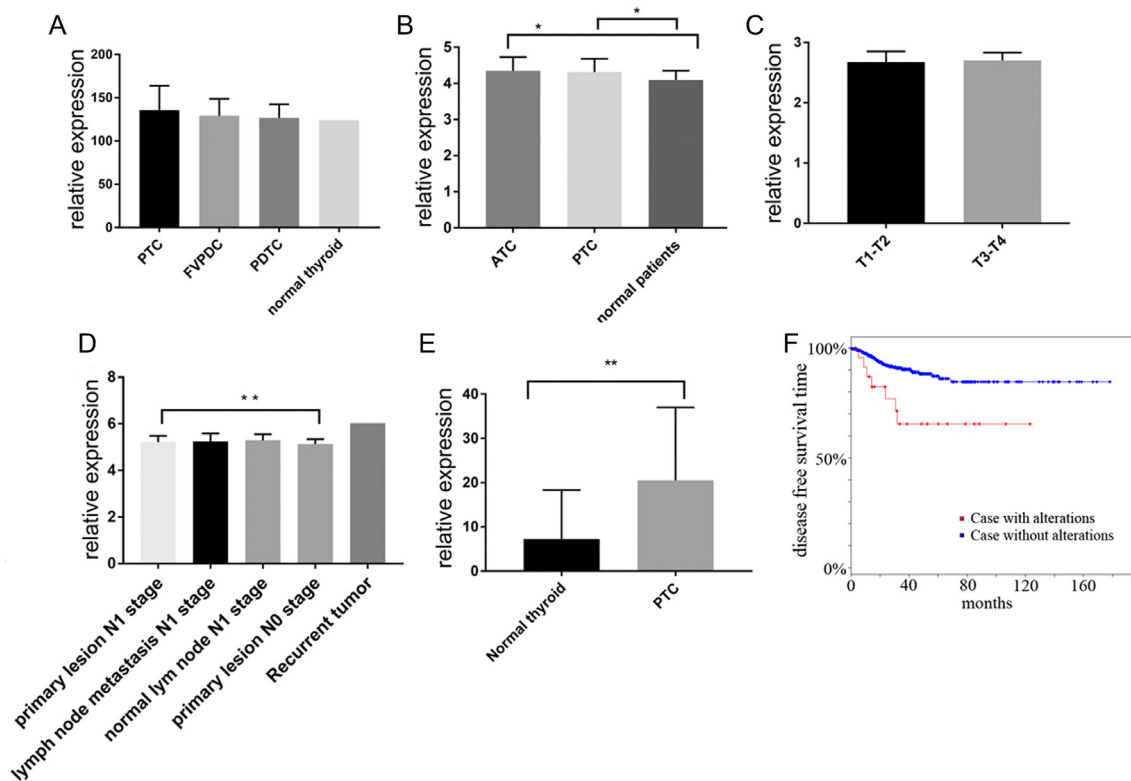 A
relative expression
200
150
100
50
0
PTC
FVPDC
PDTC
normal thyroid
B
relative expression
5
4
3
2
1
0
*
*
ATC
PTC
normal patients
C
relative expression
3
2
1
0
T1-T2
T3-T4
D
relative expression
8
6
4
2
0
* *
primary lesion N1 stage
lymph node metastasis N1 stage
normal lym node N1 stage
primary lesion N0 stage
Recurrent tumor
E
relative expression
40
30
20
10
0
**
Normal thyroid
PTC
F
disease free survival time
100%
50%
0%
Case with alterations
Case without alterations
0 40 80 120 160
months